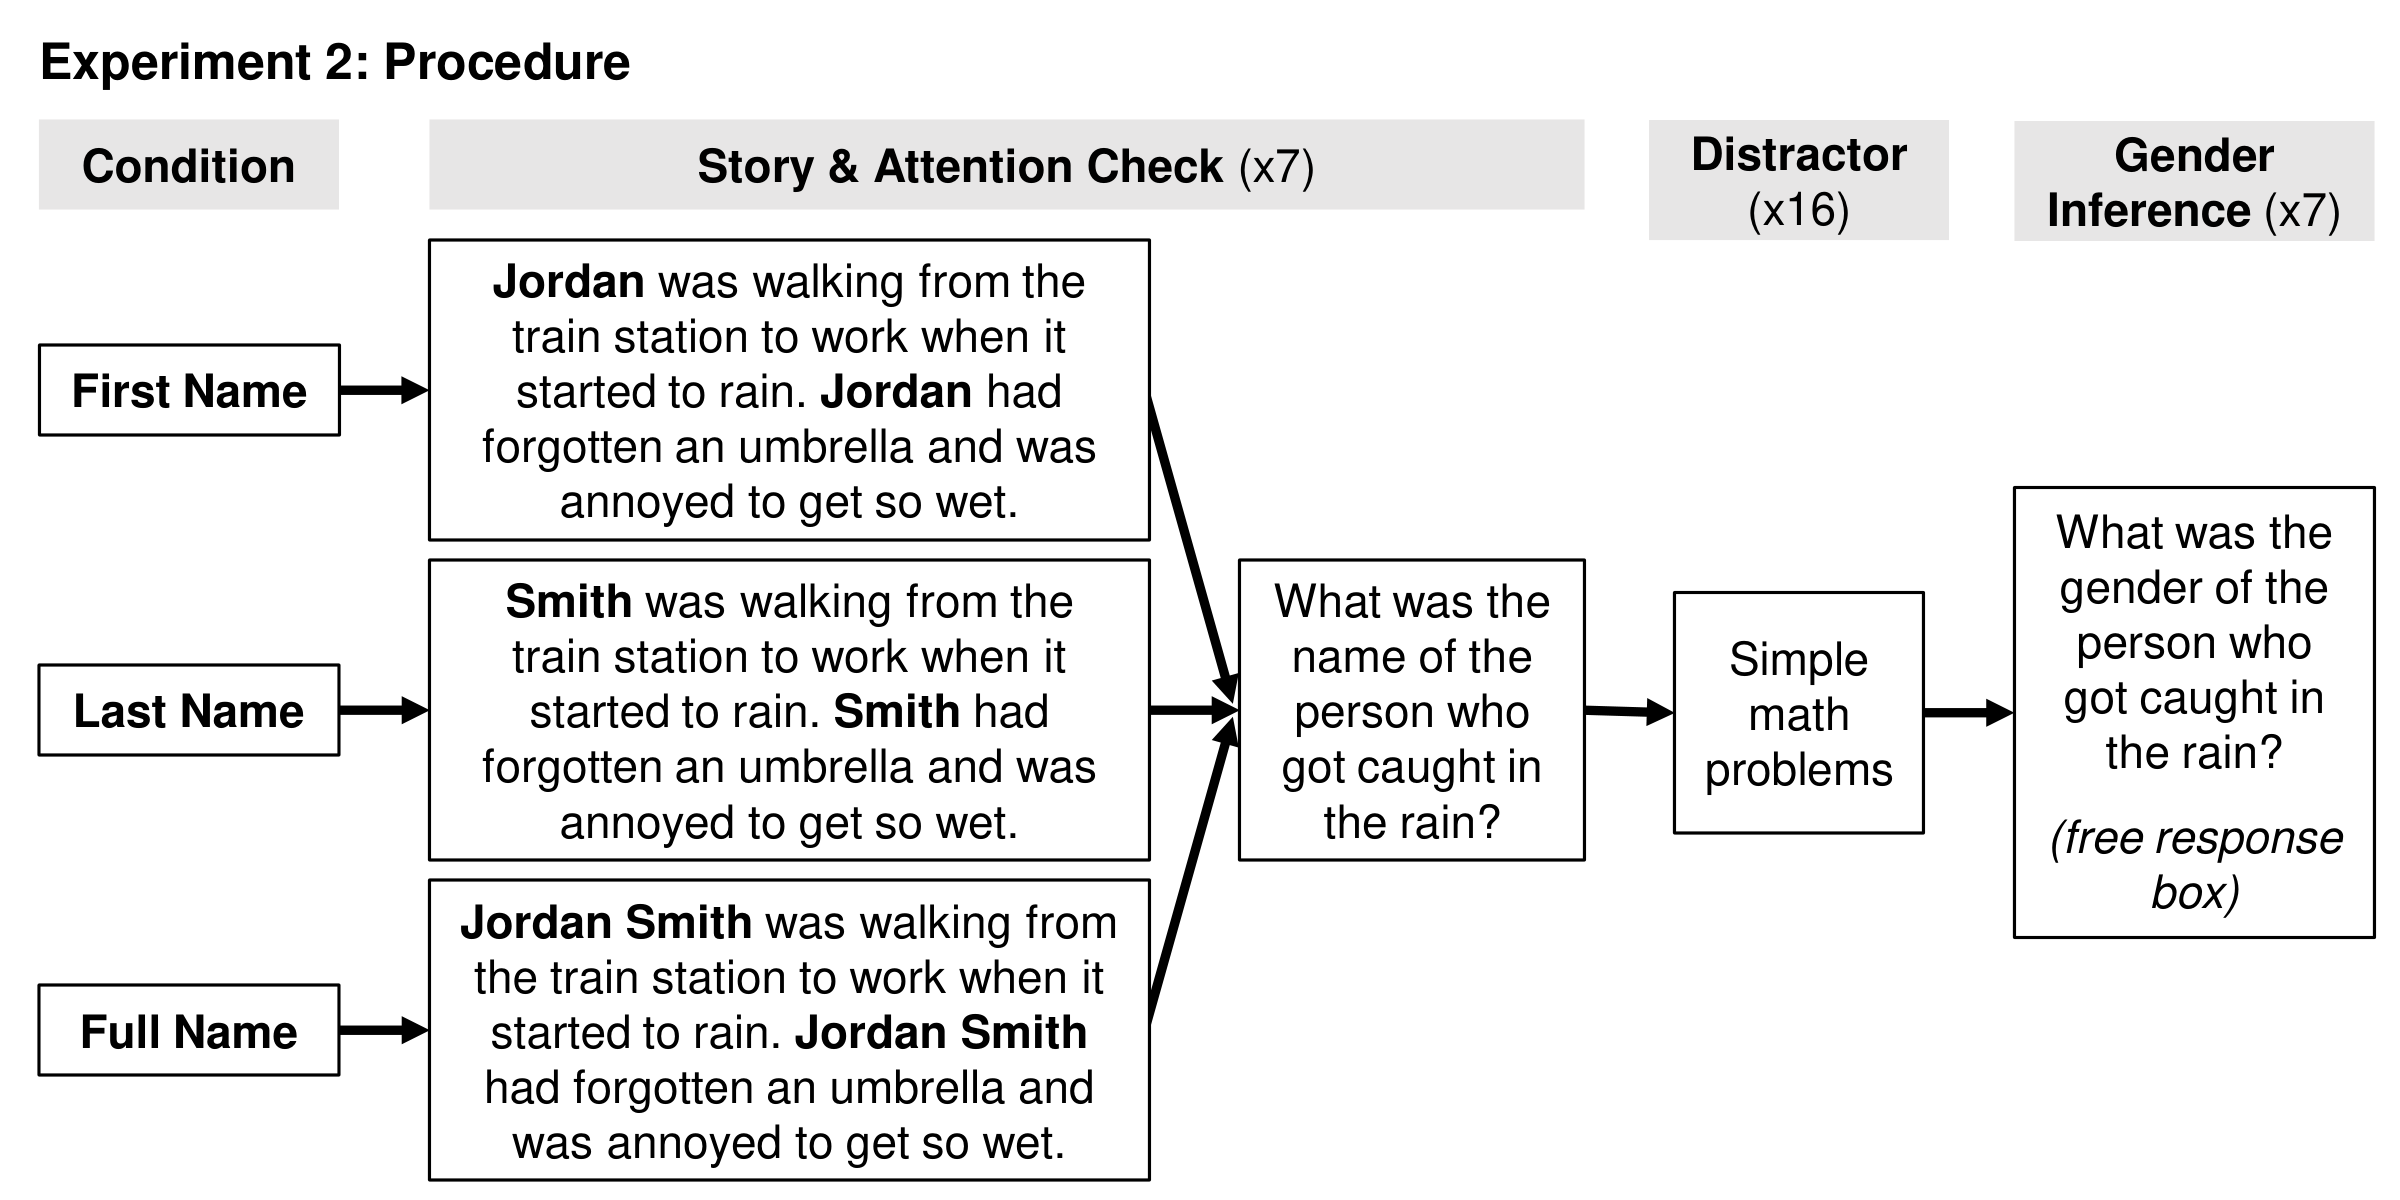 Experiment 2: Procedure
Condition
Story & Attention Check (x7)
Distractor
(x16)
Gender
Inference (x7)
First Name
Jordan was walking from the
train station to work when it
started to rain. Jordan had
forgotten an umbrella and was
annoyed to get so wet.
Last Name
Smith was walking from the
train station to work when it
started to rain. Smith had
forgotten an umbrella and was
annoyed to get so wet.
Full Name
Jordan Smith was walking from
the train station to work when it
started to rain. Jordan Smith
had forgotten an umbrella and
was annoyed to get so wet.
What was the
name of the
person who
got caught in
the rain?
Simple
math
problems
What was the
gender of the
person who
got caught in
the rain?
(free response
box)